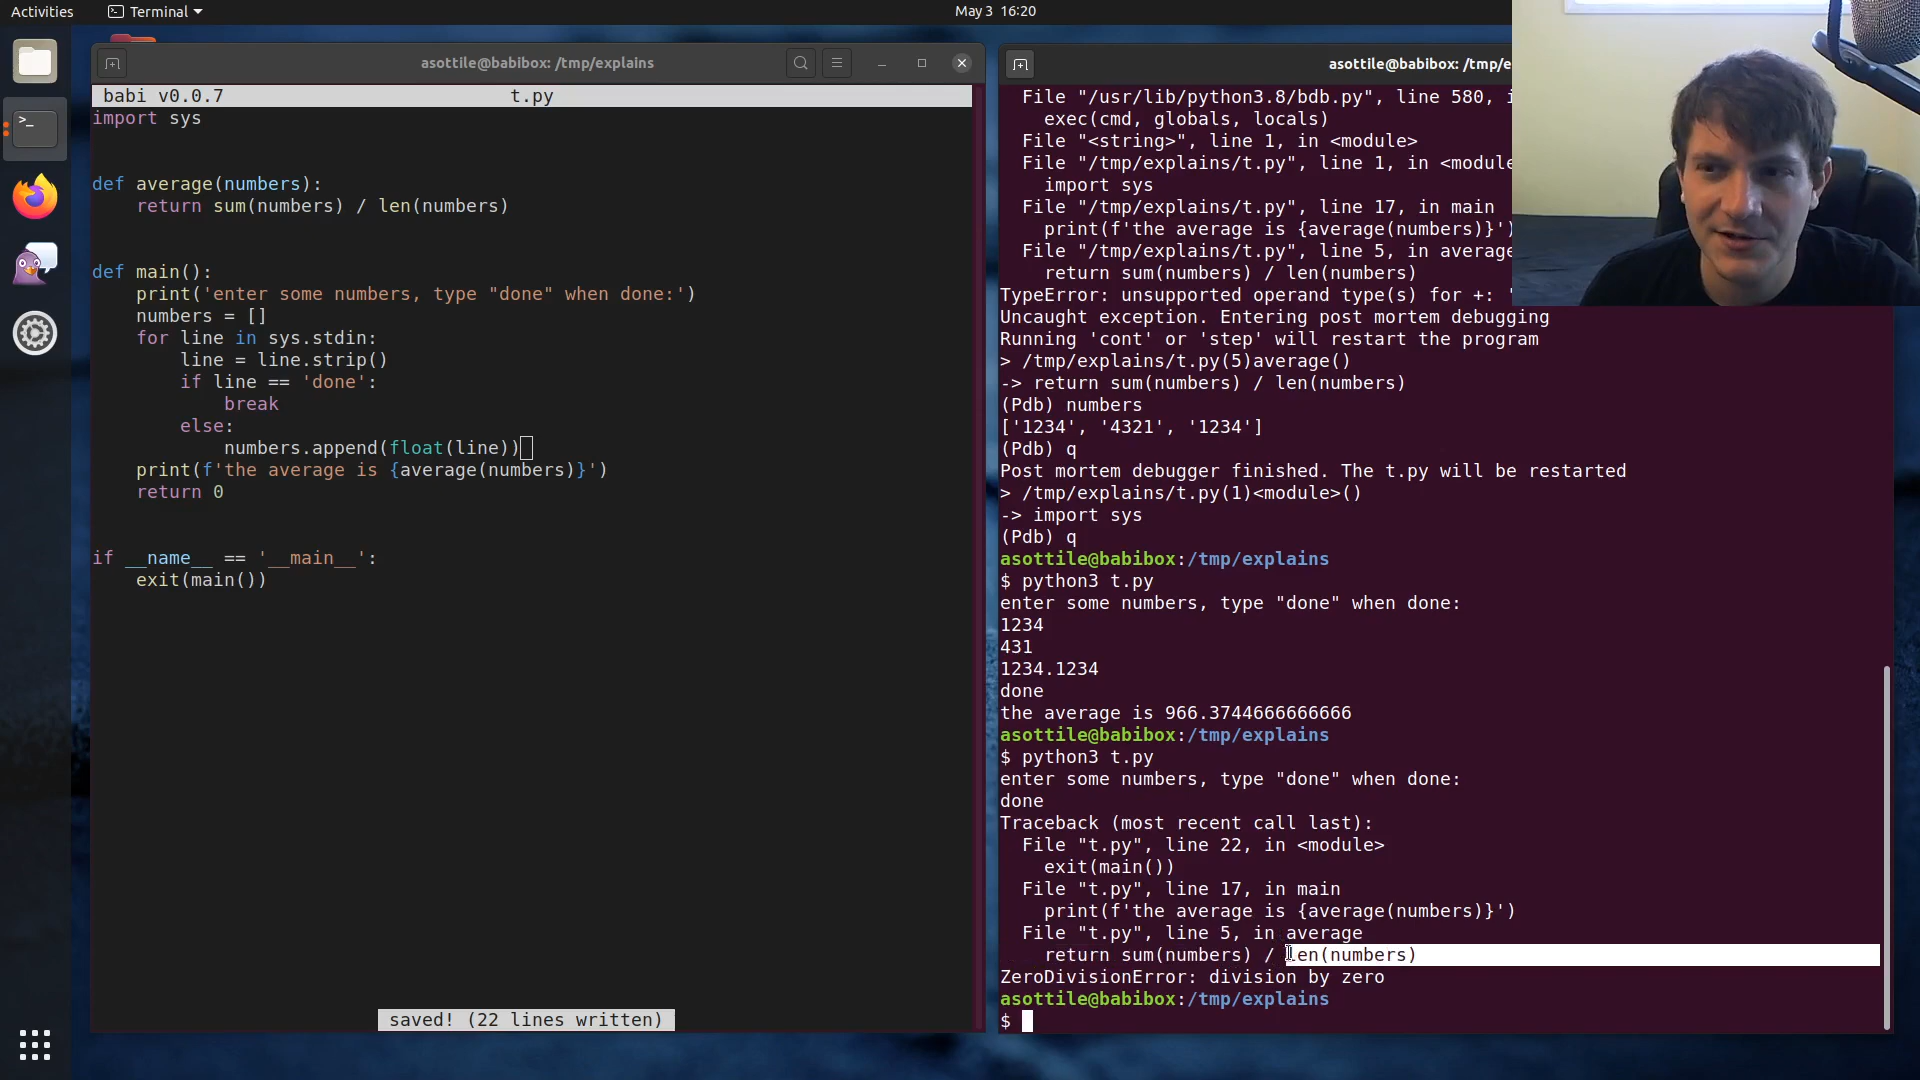 Activities
Terminal
May 3 16:20
asottile@babibox: /tmp/explains
babi v0.0.7 t.py
import sys
def average(numbers):
return sum(numbers) / len(numbers)
def main():
print('enter some numbers, type "done" when done:')
numbers = []
for line in sys.stdin:
line = line.strip()
if line == 'done':
break
else:
numbers.append(float(line))
print(f'the average is {average(numbers)}')
return 0
if __name__ == '__main__':
exit(main())
saved! (22 lines written)
asottile@babibox: /tmp/e
File "/usr/lib/python3.8/bdb.py", line 580, i
exec(cmd, globals, locals)
File "<string>", line 1, in <module>
File "/tmp/explains/t.py", line 1, in <module
import sys
File "/tmp/explains/t.py", line 17, in main
print(f'the average is {average(numbers)}')
File "/tmp/explains/t.py", line 5, in average
return sum(numbers) / len(numbers)
TypeError: unsupported operand type(s) for +: '
Uncaught exception. Entering post mortem debugging
Running 'cont' or 'step' will restart the program
> /tmp/explains/t.py(5)average()
-> return sum(numbers) / len(numbers)
(Pdb) numbers
['1234', '4321', '1234']
(Pdb) q
Post mortem debugger finished. The t.py will be restarted
> /tmp/explains/t.py(1)<module>()
-> import sys
(Pdb) q
asottile@babibox:/tmp/explains
$ python3 t.py
enter some numbers, type "done" when done:
1234
431
1234.1234
done
the average is 966.3744666666666
asottile@babibox:/tmp/explains
$ python3 t.py
enter some numbers, type "done" when done:
done
Traceback (most recent call last):
File "t.py", line 22, in <module>
exit(main())
File "t.py", line 17, in main
print(f'the average is {average(numbers)}')
File "t.py", line 5, in average
return sum(numbers) / len(numbers)
ZeroDivisionError: division by zero
asottile@babibox:/tmp/explains
$